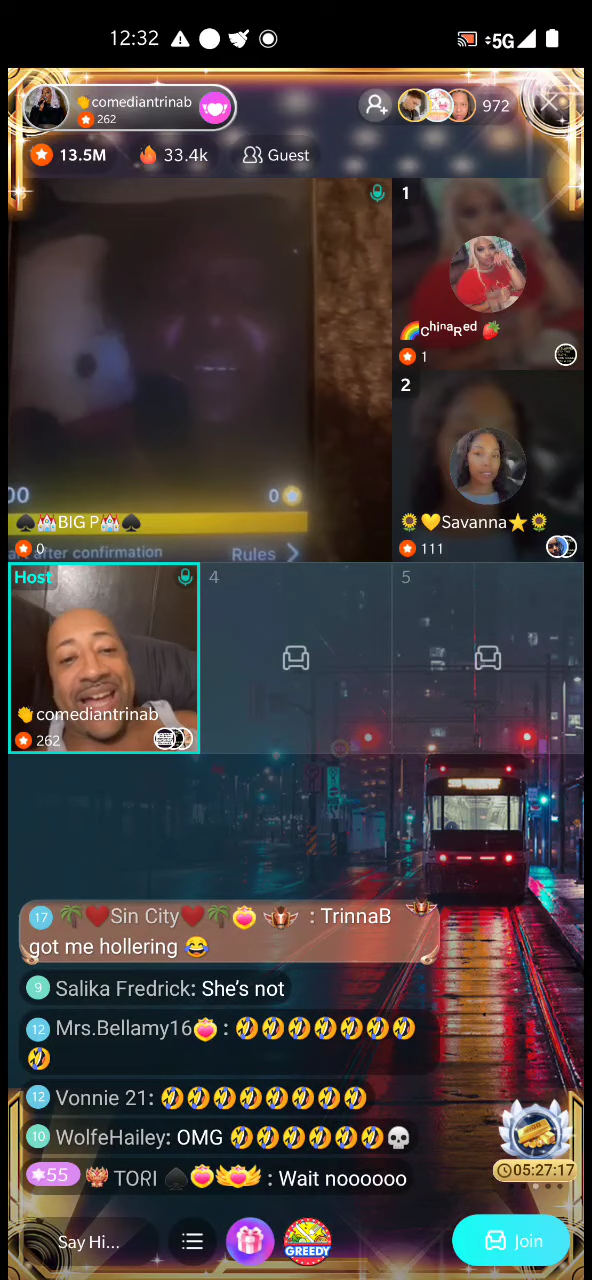 12:32
5G
👏comediantrinab
262
972
13.5M
33.4k
Guest
1
🌈cʰⁱⁿᵃRᵉᵈ 🍓
1
2
🌻💛Savanna⭐🌻
111
00
0
♠️🏰BIG P🏰♠️
0
after confirmation
Rules
Host
4
5
👏comediantrinab
262
17 🌴❤️Sin City❤️🌴 : TrinnaB
got me hollering 😂
9 Salika Fredrick: She's not
12 Mrs.Bellamy16 : 🤣🤣🤣🤣🤣🤣🤣
🤣
12 Vonnie 21: 🤣🤣🤣🤣🤣🤣🤣🤣
10 WolfeHailey: OMG 🤣🤣🤣🤣🤣🤣💀
55 TORI ♠️ : Wait noooooo
05:27:17
Say Hi...
GREEDY
Join